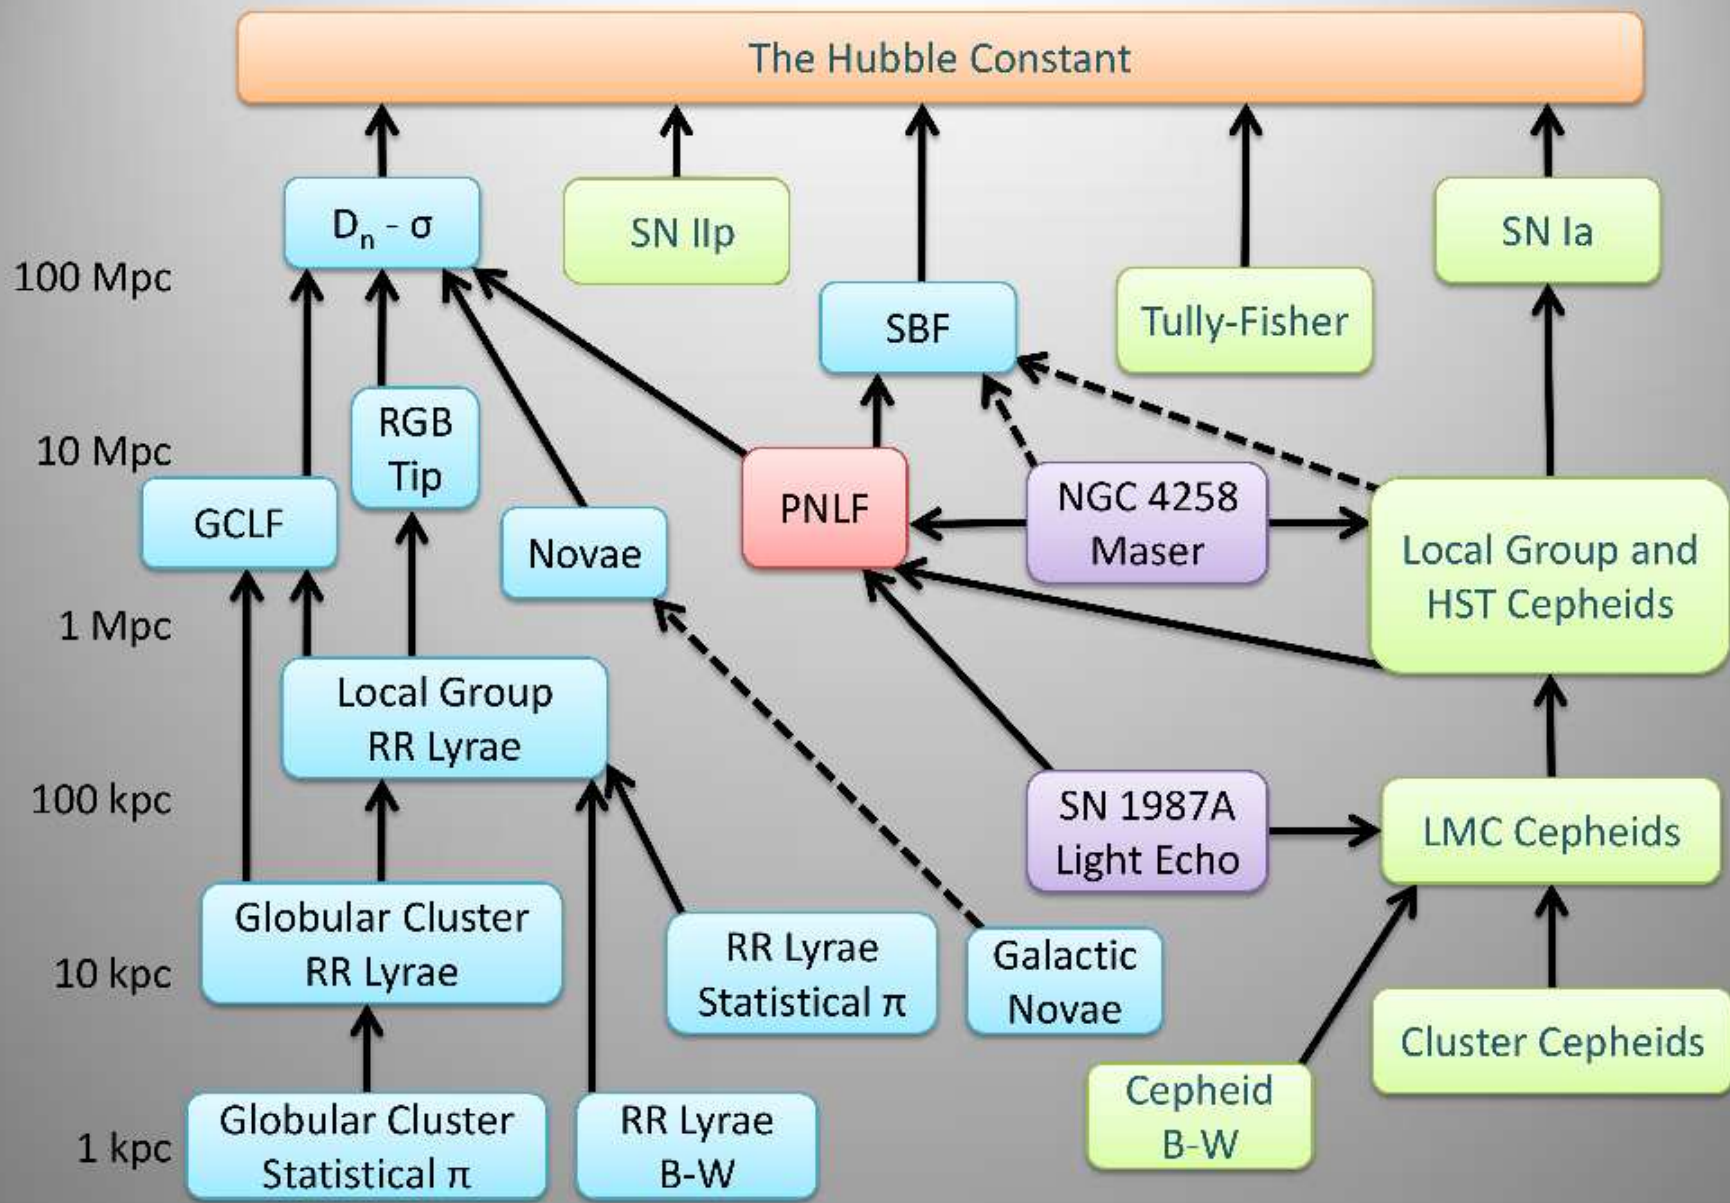 The Hubble Constant
Dn - σ
SN IIp
SN Ia
100 Mpc
SBF
Tully-Fisher
RGB
Tip
10 Mpc
GCLF
Novae
PNLF
NGC 4258
Maser
Local Group and
HST Cepheids
1 Mpc
Local Group
RR Lyrae
100 kpc
SN 1987A
Light Echo
LMC Cepheids
Globular Cluster
RR Lyrae
10 kpc
RR Lyrae
Statistical π
Galactic
Novae
Cluster Cepheids
Cepheid
B-W
1 kpc
Globular Cluster
Statistical π
RR Lyrae
B-W